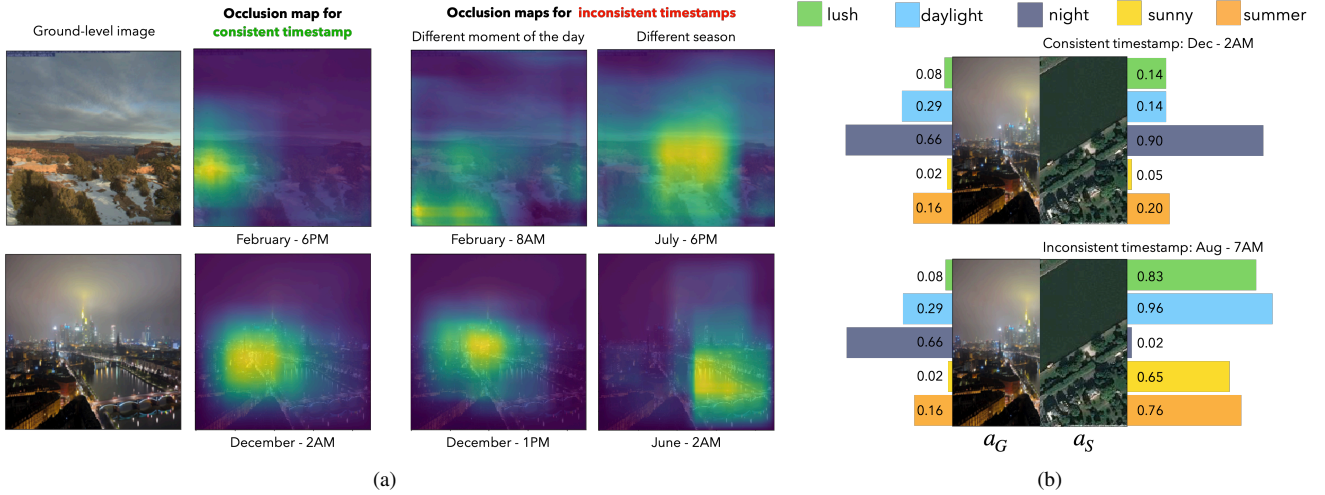 Occlusion map for
consistent timestamp
Occlusion maps for inconsistent timestamps
Ground-level image
Different moment of the day
Different season
February - 6PM
February - 8AM
July - 6PM
December - 2AM
December - 1PM
June - 2AM
(a)
lush
daylight
night
sunny
summer
Consistent timestamp: Dec - 2AM
0.08
0.14
0.29
0.14
0.66
0.90
0.02
0.05
0.16
0.20
Inconsistent timestamp: Aug - 7AM
0.08
0.83
0.29
0.96
0.66
0.02
0.02
0.65
0.16
0.76
a_G
a_S
(b)